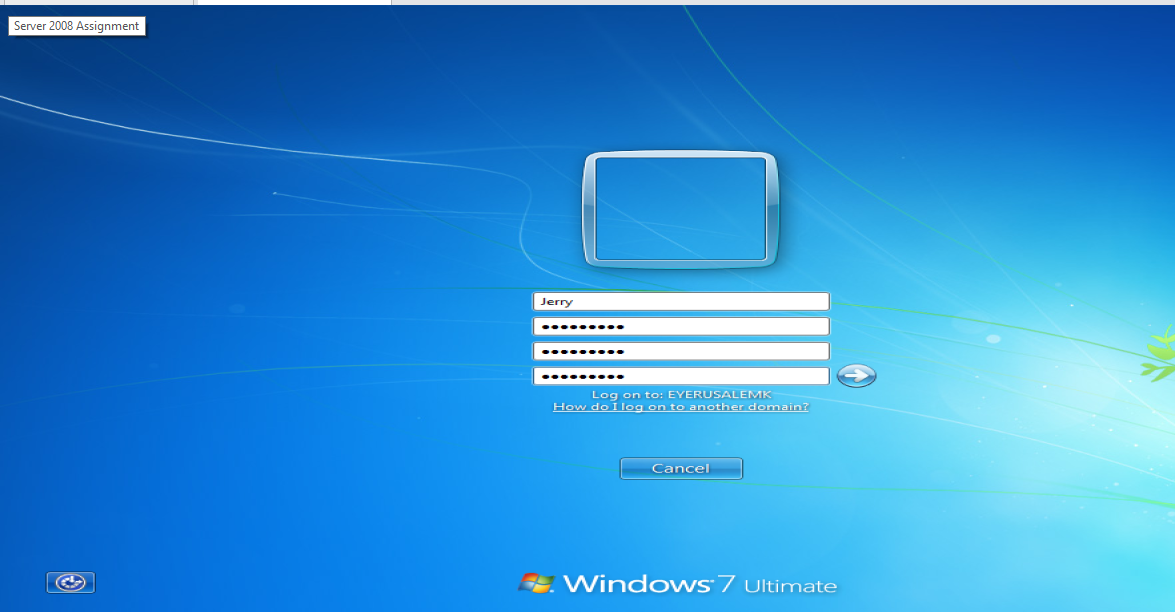 Server 2008 Assignment
Jerry
•••••••••
•••••••••
•••••••••
Log on to: EYERUSALEMK
How do I log on to another domain?
Cancel
Windows 7 Ultimate